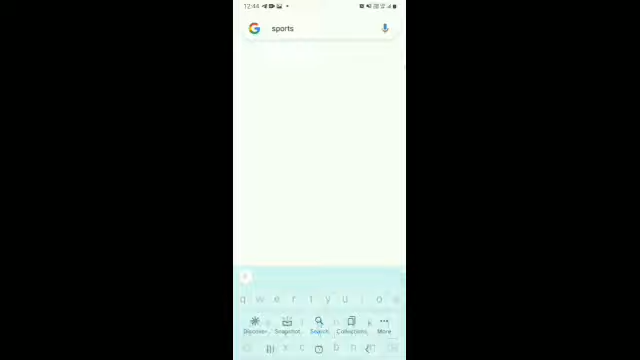 12:44
sports
q w e r t y u i o
Discover Snapshot Search Collections More
x c b n